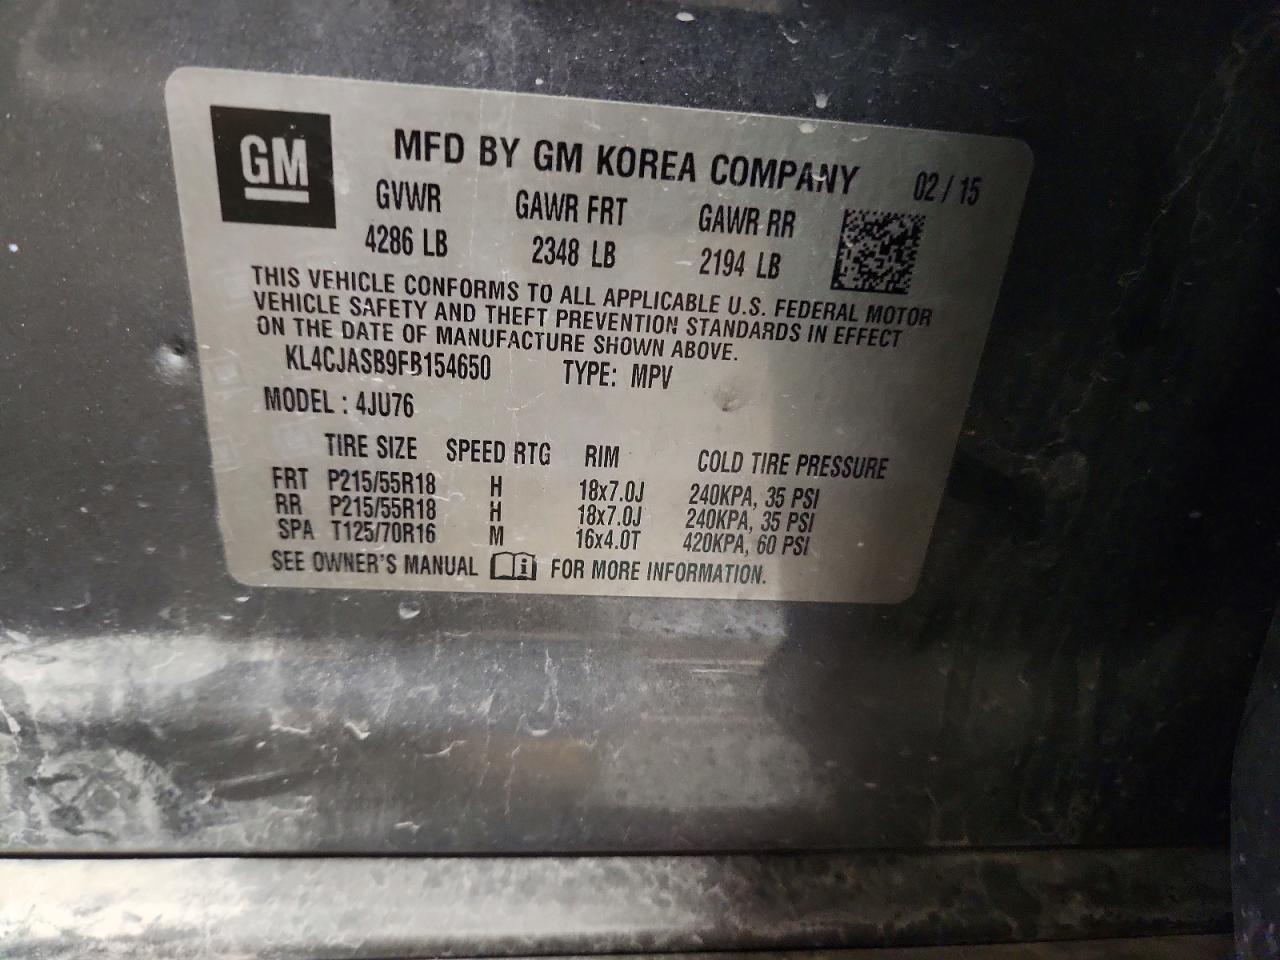 GM
MFD BY GM KOREA COMPANY 02 / 15
GVWR GAWR FRT GAWR RR
4286 LB 2348 LB 2194 LB
THIS VEHICLE CONFORMS TO ALL APPLICABLE U.S. FEDERAL MOTOR
VEHICLE SAFETY AND THEFT PREVENTION STANDARDS IN EFFECT
ON THE DATE OF MANUFACTURE SHOWN ABOVE.
KL4CJASB9FB154650 TYPE: MPV
MODEL : 4JU76
TIRE SIZE SPEED RTG RIM COLD TIRE PRESSURE
FRT P215/55R18 H 18x7.0J 240KPA, 35 PSI
RR P215/55R18 H 18x7.0J 240KPA, 35 PSI
SPA T125/70R16 M 16x4.0T 420KPA, 60 PSI
SEE OWNER'S MANUAL i FOR MORE INFORMATION.